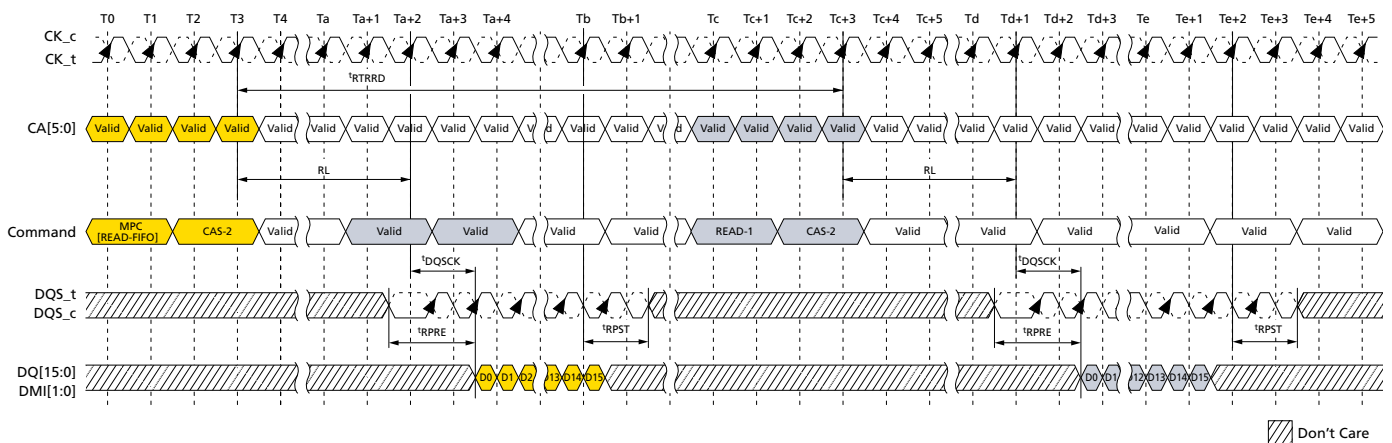 T0 T1 T2 T3 T4 Ta Ta+1 Ta+2 Ta+3 Ta+4 Tb Tb+1 Tc Tc+1 Tc+2 Tc+3 Tc+4 Tc+5 Td Td+1 Td+2 Td+3 Te Te+1 Te+2 Te+3 Te+4 Te+5
CK_c
CK_t
tRTRRD
CA[5:0] Valid Valid Valid Valid Valid Valid Valid Valid Valid Valid Valid Valid Valid Valid Valid Valid Valid Valid Valid Valid Valid Valid Valid Valid Valid Valid Valid
RL RL
Command MPC [READ-FIFO] CAS-2 Valid Valid Valid Valid Valid READ-1 CAS-2 Valid Valid Valid Valid Valid Valid
tDQSCK tDQSCK
DQS_t
DQS_c
tRPRE tRPST tRPRE tRPST
DQ[15:0] D0 D1 D2 D13 D14 D15 D0 D1 D12 D13 D14 D15
DMI[1:0]
Don't Care